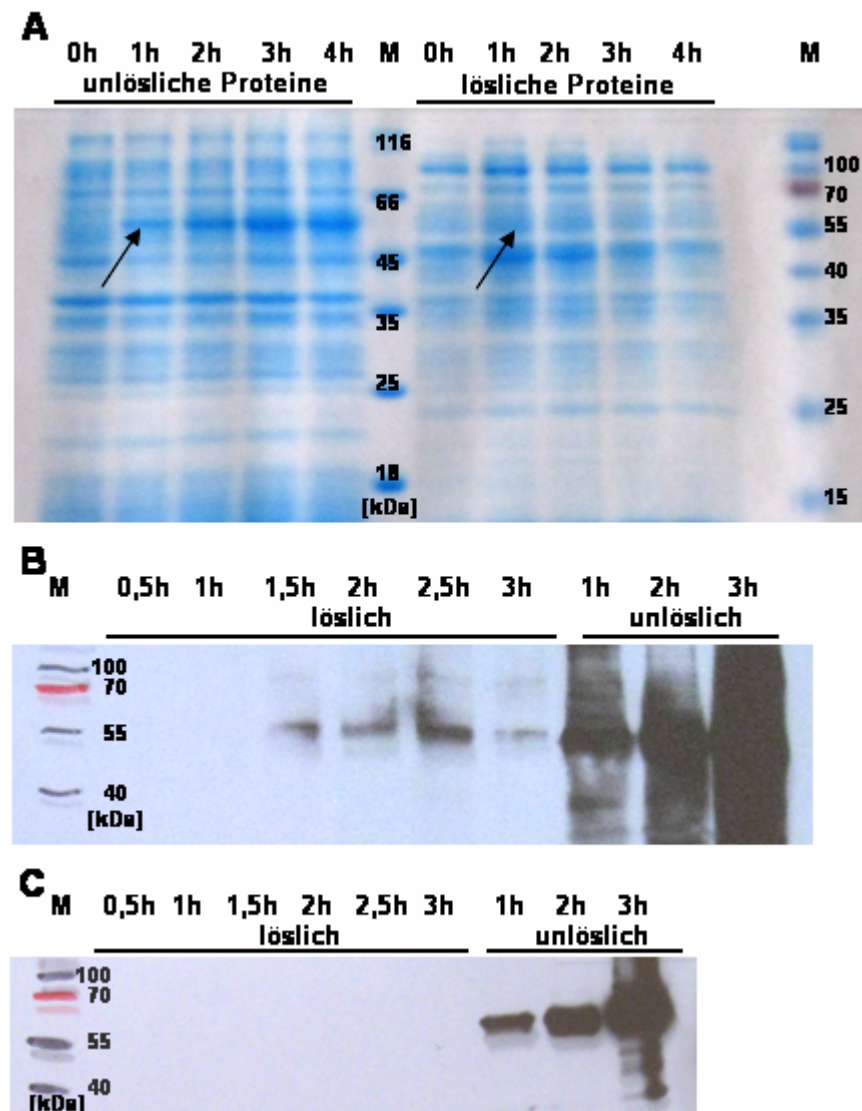 A
0h 1h 2h 3h 4h M 0h 1h 2h 3h 4h M
unlösliche Proteine lösliche Proteine
116
66
45
35
25
18
[kDa]
100
70
55
40
35
25
15
B
M 0,5h 1h 1,5h 2h 2,5h 3h 1h 2h 3h
löslich unlöslich
100
70
55
40
[kDa]
C
M 0,5h 1h 1,5h 2h 2,5h 3h 1h 2h 3h
löslich unlöslich
100
70
55
40
[kDa]